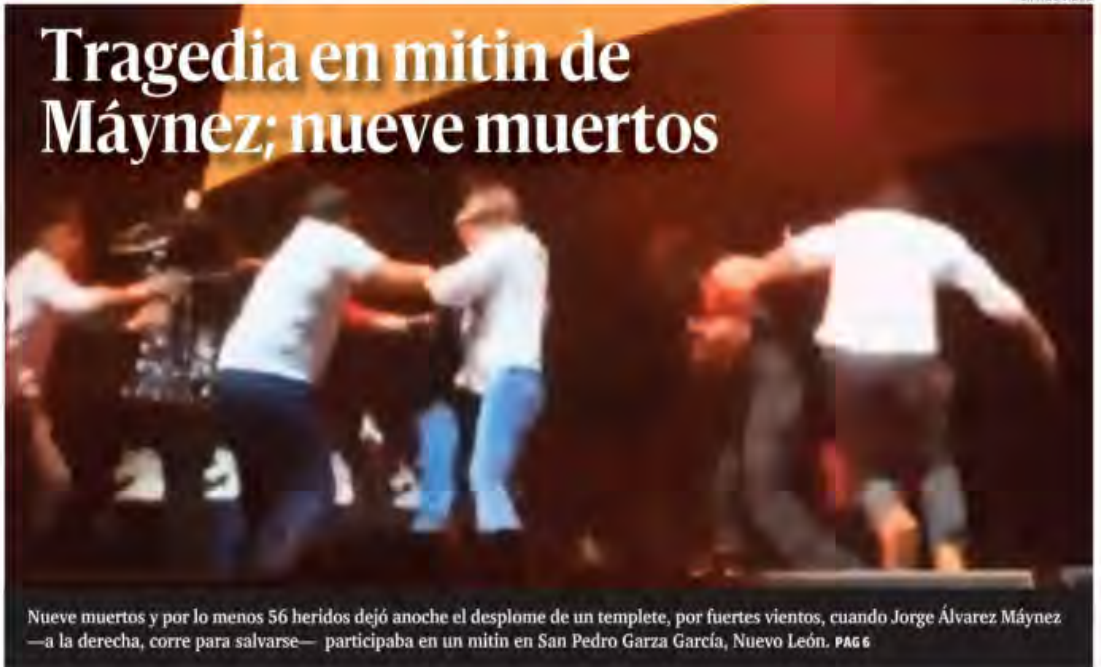 Tragedia en mitin de
Máynez; nueve muertos
Nueve muertos y por lo menos 56 heridos dejó anoche el desplome de un templete, por fuertes vientos, cuando Jorge Álvarez Máynez
—a la derecha, corre para salvarse— participaba en un mitin en San Pedro Garza García, Nuevo León. PAG 6